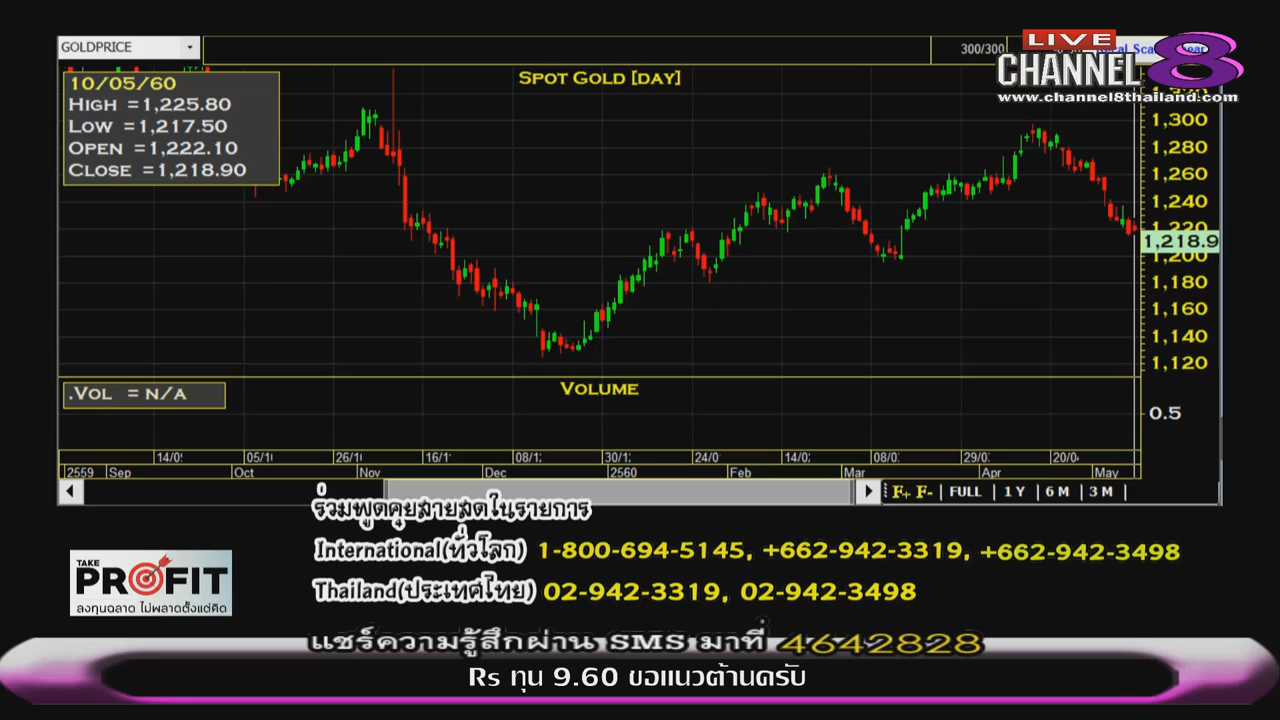 GOLDPRICE
300/300
LIVE
CHANNEL 8
www.channel8thailand.com
10/05/60
HIGH =1,225.80
LOW =1,217.50
OPEN =1,222.10
CLOSE =1,218.90
SPOT GOLD [DAY]
1,300
1,280
1,260
1,240
1,220
1,218.9
1,200
1,180
1,160
1,140
1,120
.VOL = N/A
VOLUME
0.5
14/0 05/1 26/1 16/1 08/1 30/1 24/0 14/0 08/0 29/0 20/0
2559 Sep Oct Nov Dec 2560 Feb Mar Apr May
F+ F- FULL 1 Y 6 M 3 M
0
ร่วมพูดคุยสายสดในรายการ
International(ทั่วโลก) 1-800-694-5145, +662-942-3319, +662-942-3498
Thailand(ประเทศไทย) 02-942-3319, 02-942-3498
TAKE
PROFIT
ลงทุนฉลาด ไม่พลาดตั้งแต่คิด
แชร์ความรู้สึกผ่าน SMS มาที่ 4642828
Rs ทุน 9.60 ขอแนวต้านครับ